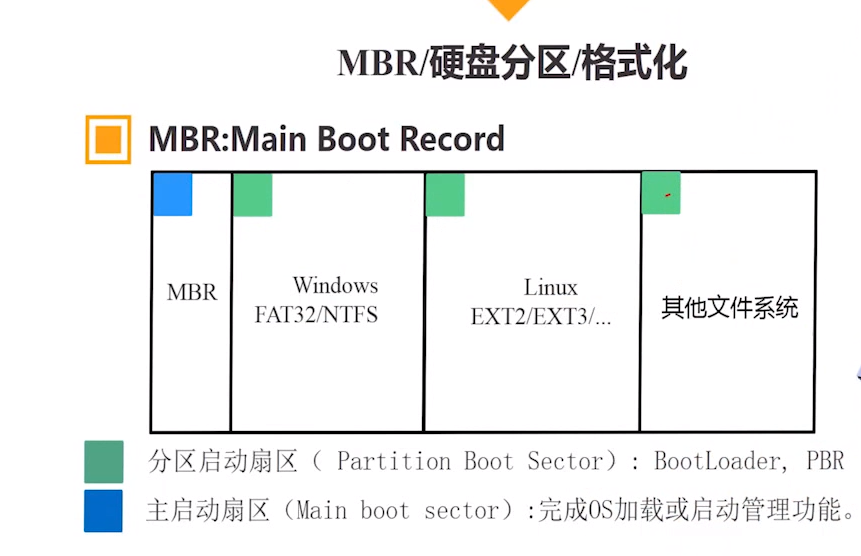 MBR/硬盘分区/格式化
MBR:Main Boot Record
MBR
Windows
FAT32/NTFS
Linux
EXT2/EXT3/...
其他文件系统
分区启动扇区（ Partition Boot Sector）: BootLoader, PBR
主启动扇区（Main boot sector）:完成OS加载或启动管理功能。